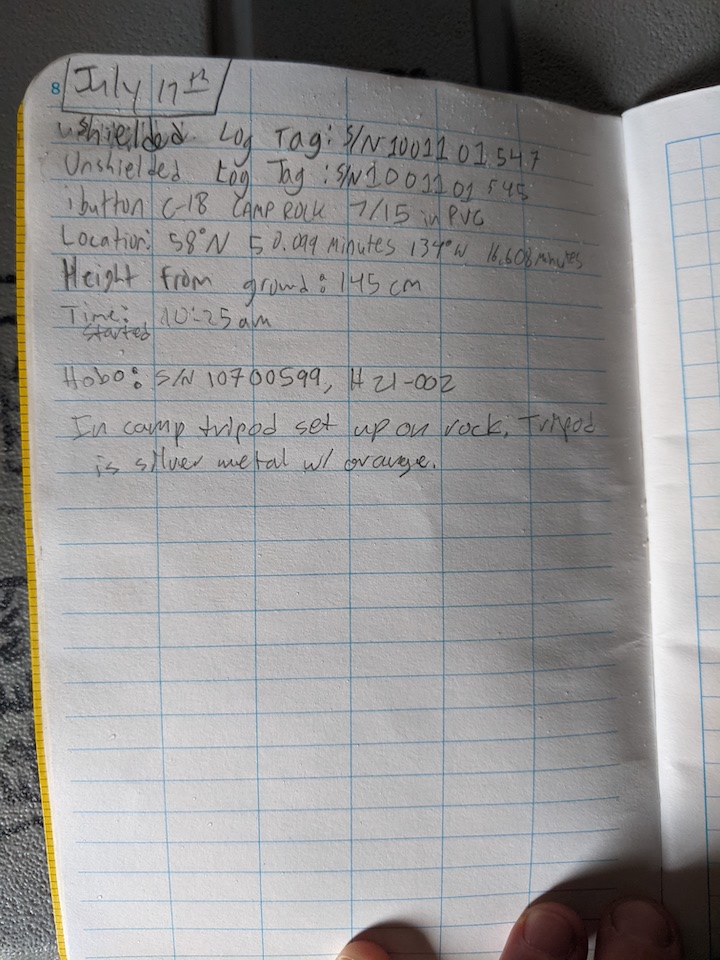 8
July 17th
Shielded Log Tag: S/N 1001101547
Unshielded Log Tag: S/N 1001101545
ibutton C-18 CAMP ROCK 7/15 in PVC
Location: 58°N 50.099 Minutes 134°W 16.608 minutes
Height from ground: 145 cm
Time: 10:25 am
started
Hobo: S/N 10700599, H21-002
In camp tripod set up on rock. Tripod
is silver metal w/ orange.